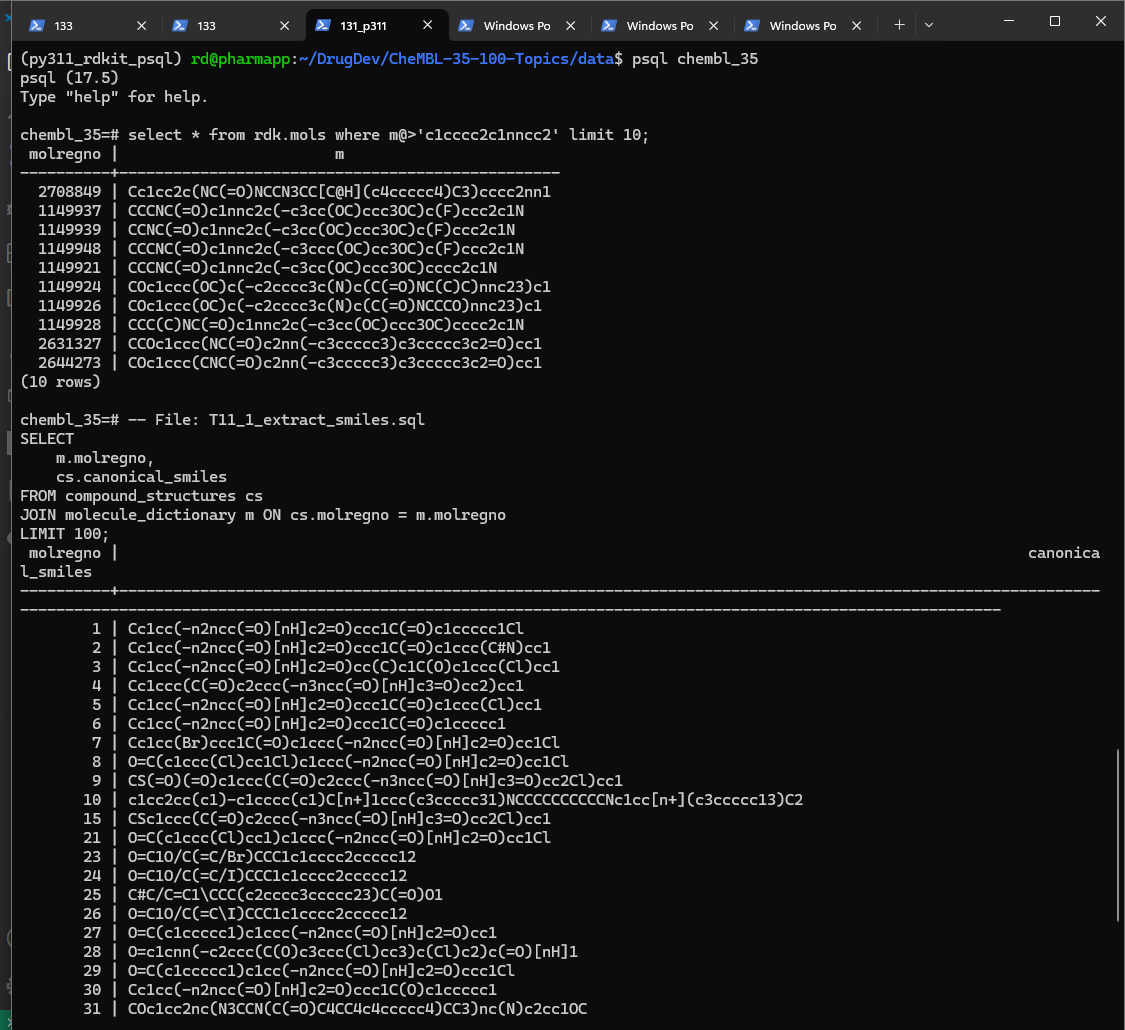 133
133
131_p311
Windows Po
Windows Po
Windows Po
(py311_rdkit_psql) rd@pharmapp:~/DrugDev/CheMBL-35-100-Topics/data$ psql chembl_35
psql (17.5)
Type "help" for help.
chembl_35=# select * from rdk.mols where m@>'c1cccc2c1nncc2' limit 10;
molregno | m
----------+-------------------------------------------------
2708849 | Cc1cc2c(NC(=O)NCCN3CC[C@H](c4ccccc4)C3)cccc2nn1
1149937 | CCCNC(=O)c1nnc2c(-c3cc(OC)ccc3OC)c(F)ccc2c1N
1149939 | CCNC(=O)c1nnc2c(-c3cc(OC)ccc3OC)c(F)ccc2c1N
1149948 | CCCNC(=O)c1nnc2c(-c3ccc(OC)cc3OC)c(F)ccc2c1N
1149921 | CCCNC(=O)c1nnc2c(-c3cc(OC)ccc3OC)cccc2c1N
1149924 | COc1ccc(OC)c(-c2cccc3c(N)c(C(=O)NC(C)C)nnc23)c1
1149926 | COc1ccc(OC)c(-c2cccc3c(N)c(C(=O)NCCCO)nnc23)c1
1149928 | CCC(C)NC(=O)c1nnc2c(-c3cc(OC)ccc3OC)cccc2c1N
2631327 | CCOc1ccc(NC(=O)c2nn(-c3ccccc3)c3ccccc3c2=O)cc1
2644273 | COc1ccc(CNC(=O)c2nn(-c3ccccc3)c3ccccc3c2=O)cc1
(10 rows)
chembl_35=# -- File: T11_1_extract_smiles.sql
SELECT
m.molregno,
cs.canonical_smiles
FROM compound_structures cs
JOIN molecule_dictionary m ON cs.molregno = m.molregno
LIMIT 100;
molregno | canonica
l_smiles
----------+-------------------------------------------------------------------------------------------------------------
-------------------------------------------------------------------------------------------------------------
1 | Cc1cc(-n2ncc(=O)[nH]c2=O)ccc1C(=O)c1ccccc1Cl
2 | Cc1cc(-n2ncc(=O)[nH]c2=O)ccc1C(=O)c1ccc(C#N)cc1
3 | Cc1cc(-n2ncc(=O)[nH]c2=O)cc(C)c1C(O)c1ccc(Cl)cc1
4 | Cc1ccc(C(=O)c2ccc(-n3ncc(=O)[nH]c3=O)cc2)cc1
5 | Cc1cc(-n2ncc(=O)[nH]c2=O)ccc1C(=O)c1ccc(Cl)cc1
6 | Cc1cc(-n2ncc(=O)[nH]c2=O)ccc1C(=O)c1ccccc1
7 | Cc1cc(Br)ccc1C(=O)c1ccc(-n2ncc(=O)[nH]c2=O)cc1Cl
8 | O=C(c1ccc(Cl)cc1Cl)c1ccc(-n2ncc(=O)[nH]c2=O)cc1Cl
9 | CS(=O)(=O)c1ccc(C(=O)c2ccc(-n3ncc(=O)[nH]c3=O)cc2Cl)cc1
10 | c1cc2cc(c1)-c1cccc(c1)C[n+]1ccc(c3ccccc31)NCCCCCCCCCCNc1cc[n+](c3ccccc13)C2
15 | CSc1ccc(C(=O)c2ccc(-n3ncc(=O)[nH]c3=O)cc2Cl)cc1
21 | O=C(c1ccc(Cl)cc1)c1ccc(-n2ncc(=O)[nH]c2=O)cc1Cl
23 | O=C1O/C(=C/Br)CCC1c1cccc2ccccc12
24 | O=C1O/C(=C/I)CCC1c1cccc2ccccc12
25 | C#C/C=C1\CCC(c2cccc3ccccc23)C(=O)O1
26 | O=C1O/C(=C\I)CCC1c1cccc2ccccc12
27 | O=C(c1ccccc1)c1ccc(-n2ncc(=O)[nH]c2=O)cc1
28 | O=c1cnn(-c2ccc(C(O)c3ccc(Cl)cc3)c(Cl)c2)c(=O)[nH]1
29 | O=C(c1ccccc1)c1cc(-n2ncc(=O)[nH]c2=O)ccc1Cl
30 | Cc1cc(-n2ncc(=O)[nH]c2=O)ccc1C(O)c1ccccc1
31 | COc1cc2nc(N3CCN(C(=O)C4CC4c4ccccc4)CC3)nc(N)c2cc1OC